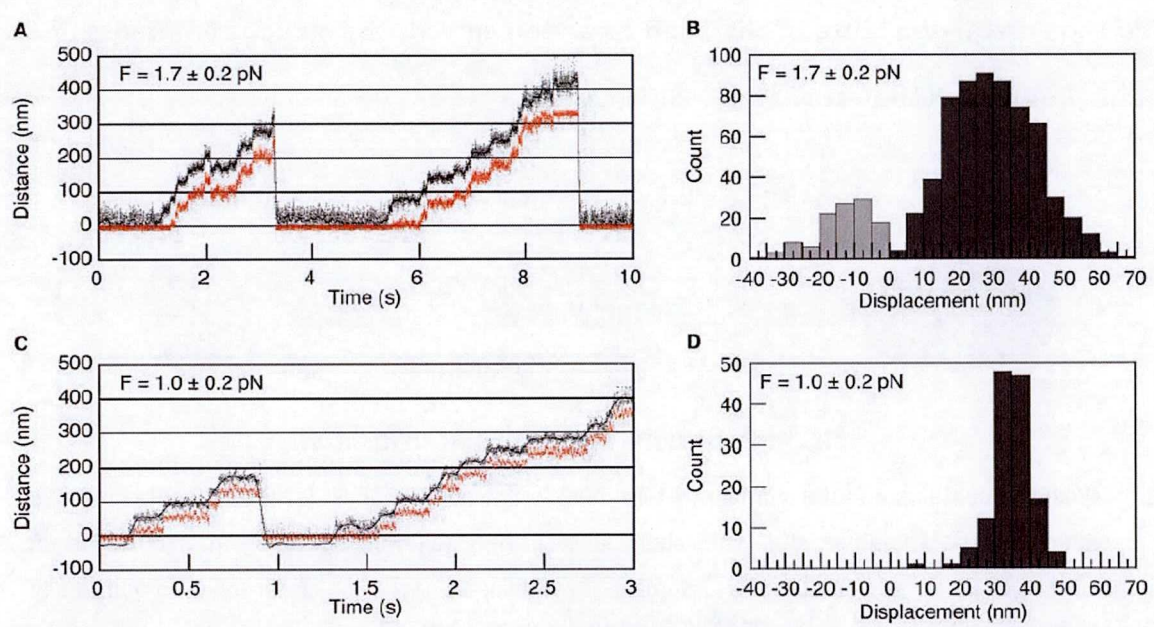 A
F = 1.7 ± 0.2 pN
Distance (nm)
500
400
300
200
100
0
-100
0 2 4 6 8 10
Time (s)
B
F = 1.7 ± 0.2 pN
Count
100
80
60
40
20
0
-40 -30 -20 -10 0 10 20 30 40 50 60 70
Displacement (nm)
C
F = 1.0 ± 0.2 pN
Distance (nm)
500
400
300
200
100
0
-100
0 0.5 1 1.5 2 2.5 3
Time (s)
D
F = 1.0 ± 0.2 pN
Count
50
40
30
20
10
0
-40 -30 -20 -10 0 10 20 30 40 50 60 70
Displacement (nm)